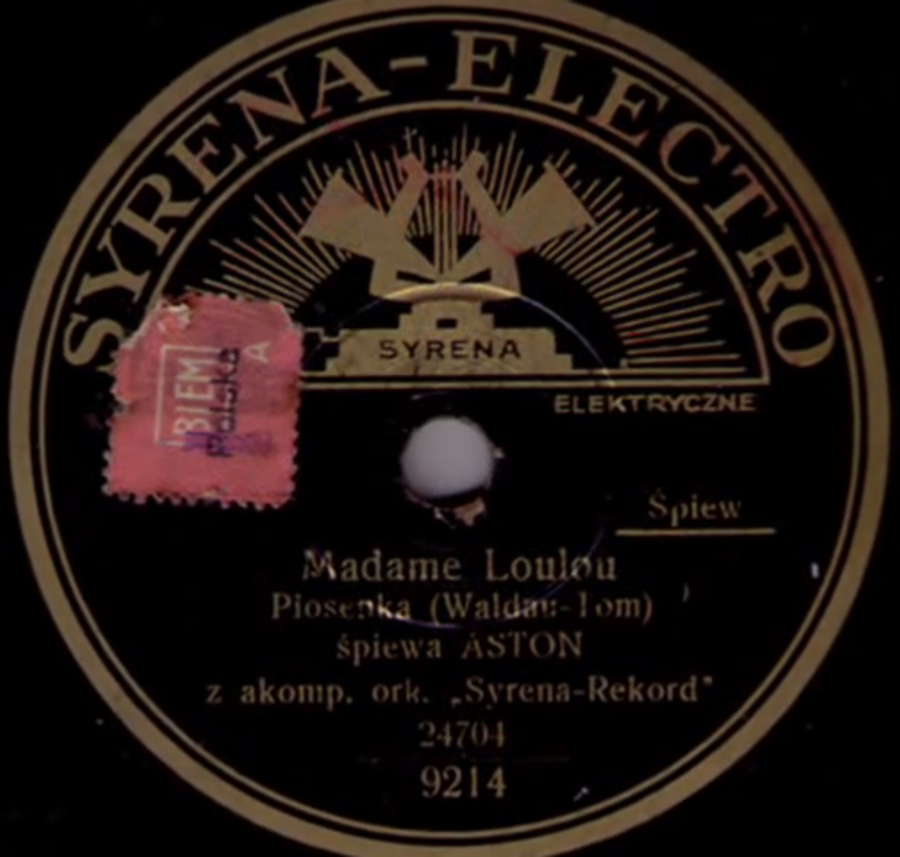 SYRENA-ELECTRO
SYRENA
ELEKTRYCZNE
BIEM
Polska
A
Śpiew
Madame Loulou
Piosenka (Waldau-Tom)
śpiewa ASTON
z akomp. ork. „Syrena-Rekord"
24704
9214